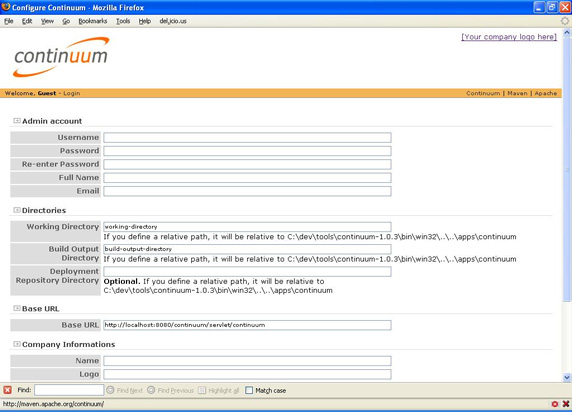 Configure Continuum - Mozilla Firefox
File Edit View Go Bookmarks Tools Help del.icio.us
continuum
[Your company logo here]
Welcome, Guest - Login
Continuum | Maven | Apache
Admin account
Username
Password
Re-enter Password
Full Name
Email
Directories
Working Directory working-directory
If you define a relative path, it will be relative to C:\dev\tools\continuum-1.0.3\bin\win32\..\..\apps\continuum
Build Output Directory build-output-directory
If you define a relative path, it will be relative to C:\dev\tools\continuum-1.0.3\bin\win32\..\..\apps\continuum
Deployment
Repository Directory Optional. If you define a relative path, it will be relative to
C:\dev\tools\continuum-1.0.3\bin\win32\..\..\apps\continuum
Base URL
Base URL http://localhost:8080/continuum/servlet/continuum
Company Informations
Name
Logo
Find: Find Next Find Previous Highlight all Match case
http://maven.apache.org/continuum/